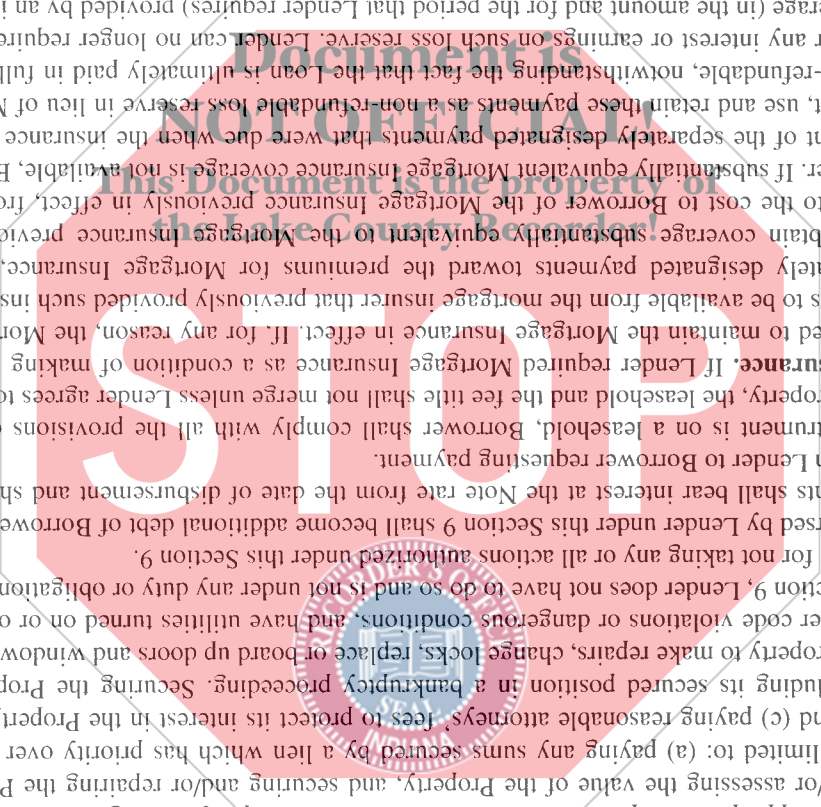 Document is
NOT OFFICIAL!
This Document is the property of
the Lake County Recorder!
STOP
RECORDER'S OFFICE
SEAL
INDIANA
/or assessing the value of the Property, and securing and/or repairing the P
limited to: (a) paying any sums secured by a lien which has priority over
nd (c) paying reasonable attorneys' fees to protect its interest in the Property
luding its secured position in a bankruptcy proceeding. Securing the Prop
roperty to make repairs, change locks, replace or board up doors and window
er code violations or dangerous conditions, and have utilities turned on or o
ction 9, Lender does not have to do so and is not under any duty or obligation
for not taking any or all actions authorized under this Section 9.
rsed by Lender under this Section 9 shall become additional debt of Borrowe
nts shall bear interest at the Note rate from the date of disbursement and sh
n Lender to Borrower requesting payment.
trument is on a leasehold, Borrower shall comply with all the provisions
operty, the leasehold and the fee title shall not merge unless Lender agrees to
surance. If Lender required Mortgage Insurance as a condition of making
ed to maintain the Mortgage Insurance in effect. If, for any reason, the Mor
s to be available from the mortgage insurer that previously provided such ins
ately designated payments toward the premiums for Mortgage Insurance,
btain coverage substantially equivalent to the Mortgage Insurance previo
to the cost to Borrower of the Mortgage Insurance previously in effect, fro
er. If substantially equivalent Mortgage Insurance coverage is not available, B
nt of the separately designated payments that were due when the insurance
t, use and retain these payments as a non-refundable loss reserve in lieu of M
-refundable, notwithstanding the fact that the Loan is ultimately paid in full
r any interest or earnings on such loss reserve. Lender can no longer require
erage (in the amount and for the period that Lender requires) provided by an i